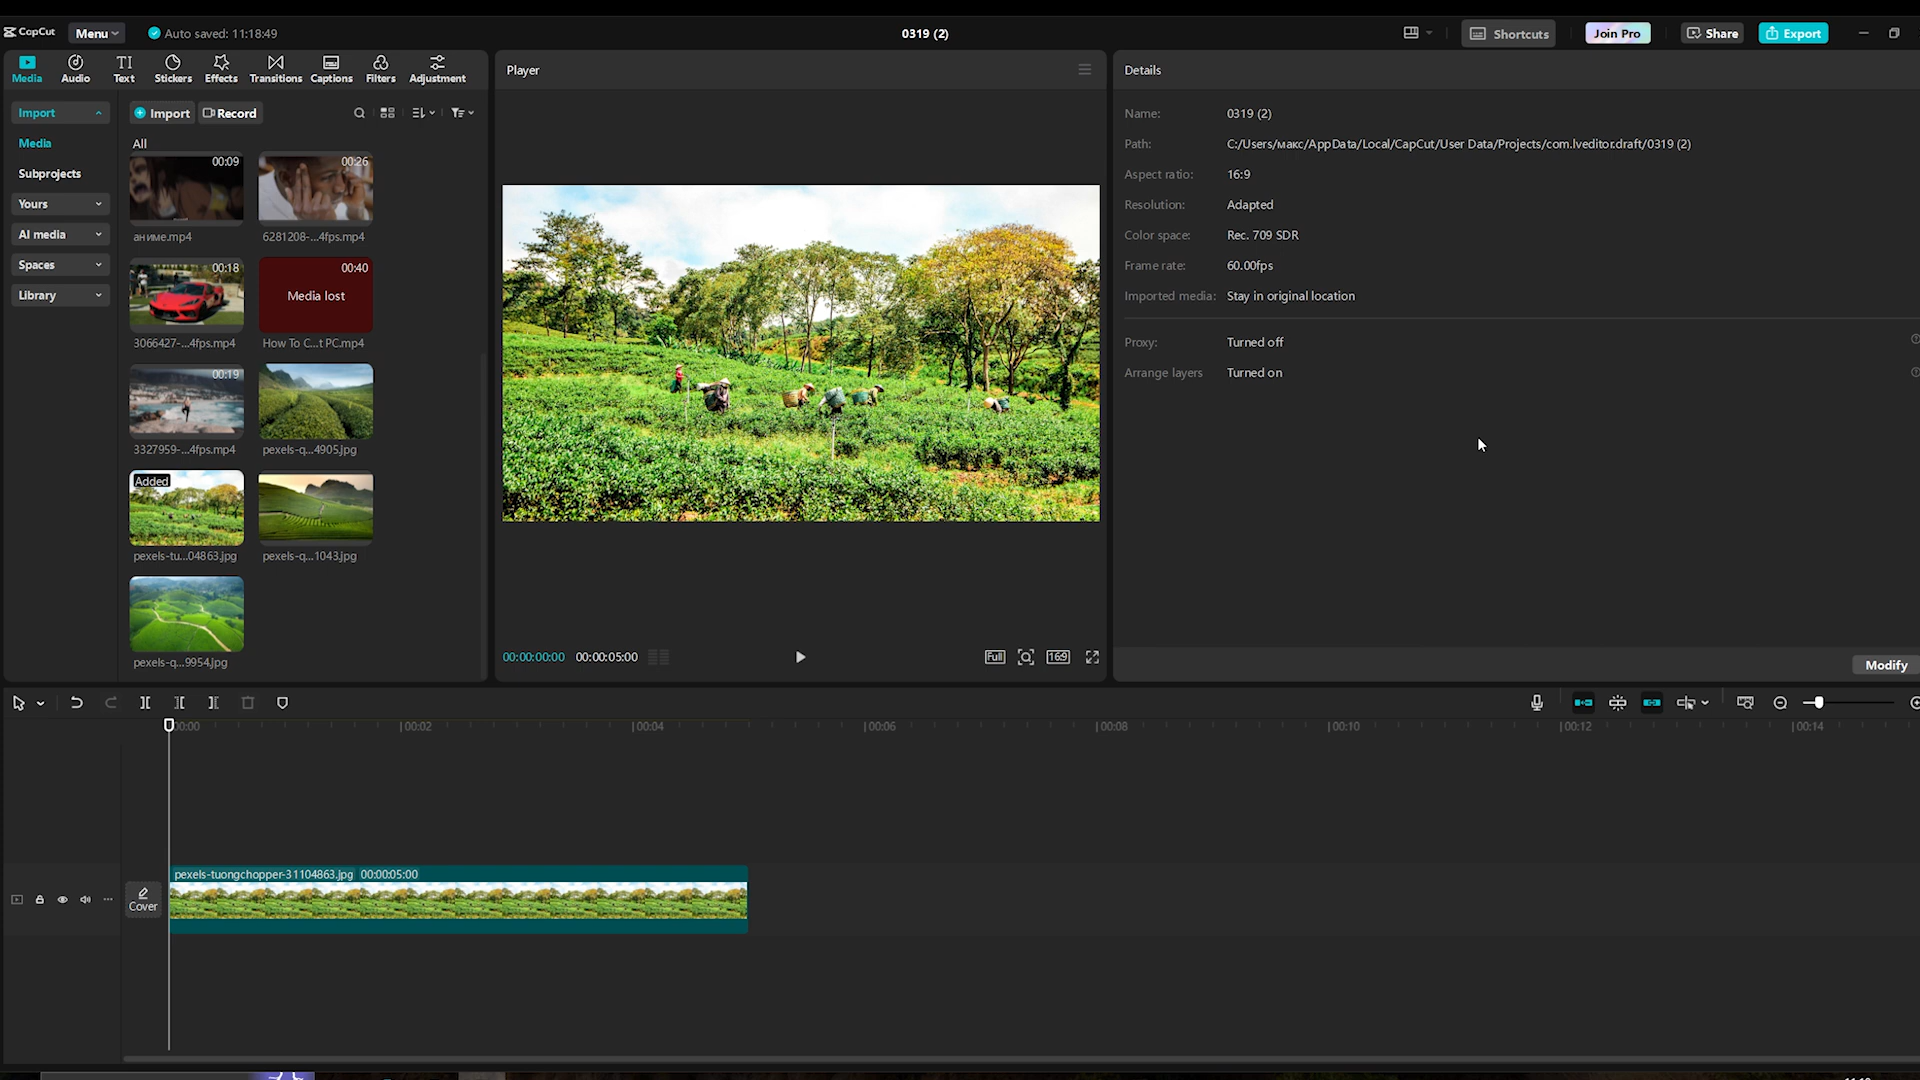 CapCut
Menu
Auto saved: 11:18:49
0319 (2)
Shortcuts
Join Pro
Share
Export
Media
Audio
Text
Stickers
Effects
Transitions
Captions
Filters
Adjustment
Import
Media
Subprojects
Yours
AI media
Spaces
Library
Import
Record
All
00:09
аниме.mp4
00:26
6281208-...4fps.mp4
00:18
3066427-...4fps.mp4
00:40
Media lost
How To C...t PC.mp4
00:19
3327959-...4fps.mp4
pexels-q...4905.jpg
Added
pexels-tu...04863.jpg
pexels-q...1043.jpg
pexels-q...9954.jpg
Player
00:00:00:00 00:00:05:00
Full
16:9
Details
Name: 0319 (2)
Path: C:/Users/макс/AppData/Local/CapCut/User Data/Projects/com.lveditor.draft/0319 (2)
Aspect ratio: 16:9
Resolution: Adapted
Color space: Rec. 709 SDR
Frame rate: 60.00fps
Imported media: Stay in original location
Proxy: Turned off
Arrange layers Turned on
Modify
00:00 00:02 00:04 00:06 00:08 00:10 00:12 00:14
Cover
pexels-tuongchopper-31104863.jpg 00:00:05:00